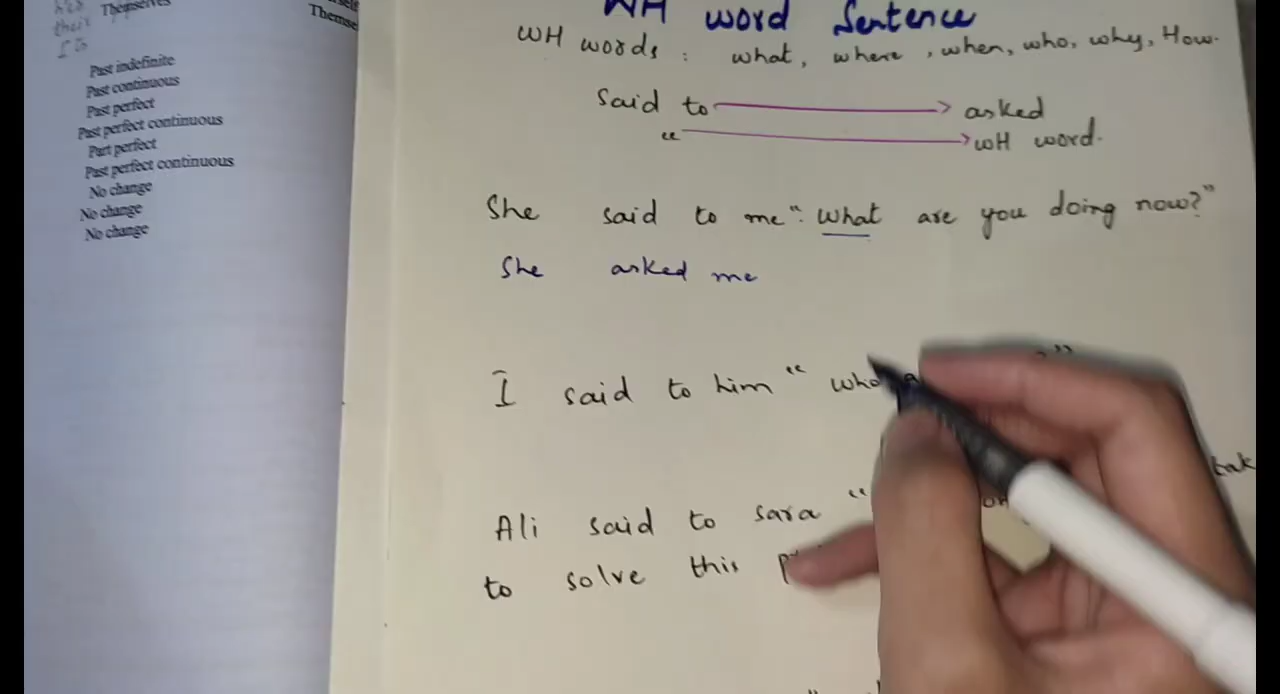 Themselves
Past indefinite
Past continuous
Past perfect
Past perfect continuous
Part perfect
Past perfect continuous
No change
No change
No change
WH word Sentence
WH words : what, where, when, who, why, How.
Said to → asked
“ → WH word.
She said to me“. What are you doing now?”
She asked me
I said to him “ who
Ali said to sara “
to solve this